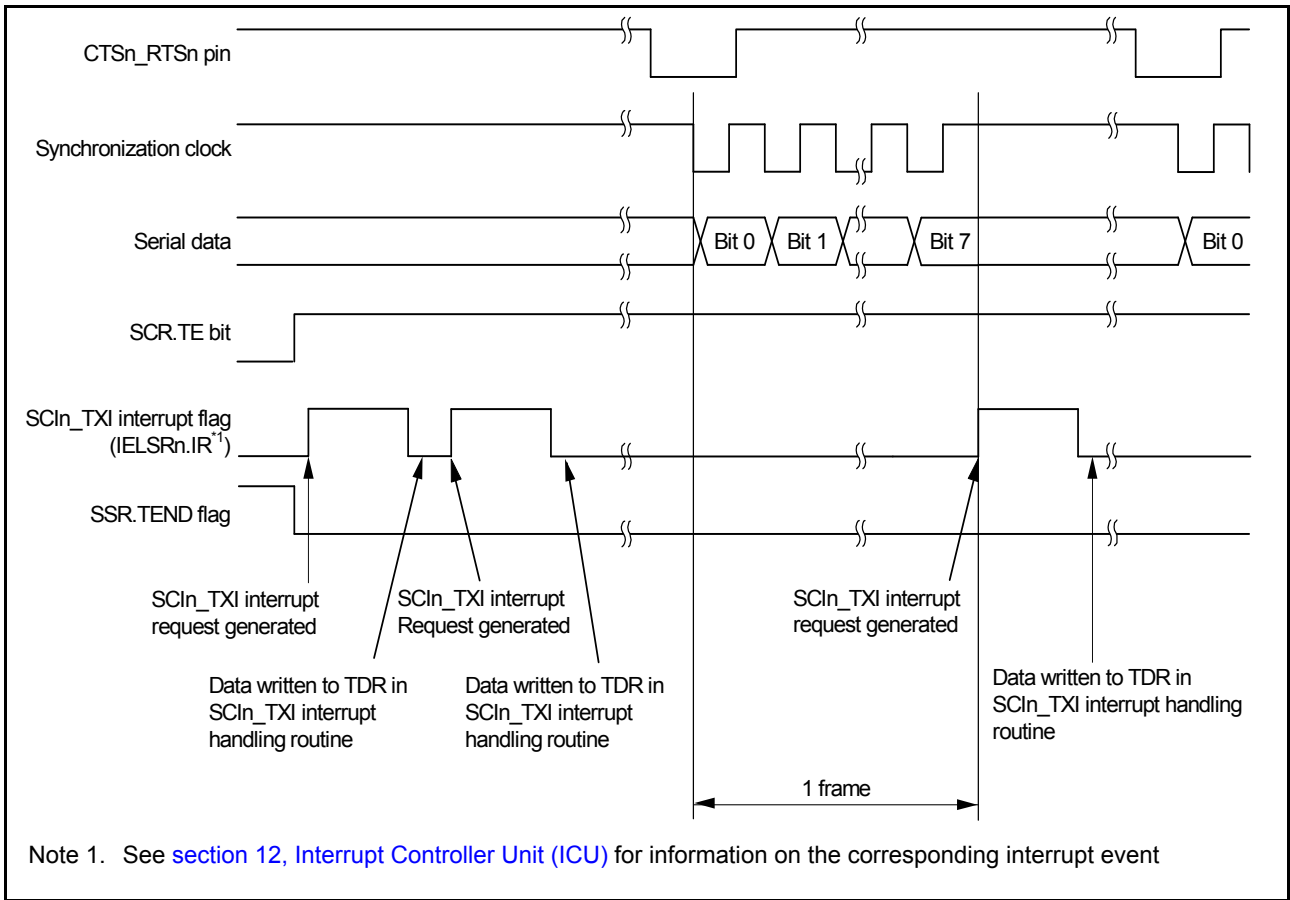 CTSn_RTSn pin
Synchronization clock
Serial data
Bit 0
Bit 1
Bit 7
Bit 0
SCR.TE bit
SCIn_TXI interrupt flag
(IELSRn.IR*1)
SSR.TEND flag
SCIn_TXI interrupt
request generated
SCIn_TXI interrupt
Request generated
SCIn_TXI interrupt
request generated
Data written to TDR in
SCIn_TXI interrupt
handling routine
Data written to TDR in
SCIn_TXI interrupt
handling routine
Data written to TDR in
SCIn_TXI interrupt handling
routine
1 frame
Note 1. See section 12, Interrupt Controller Unit (ICU) for information on the corresponding interrupt event